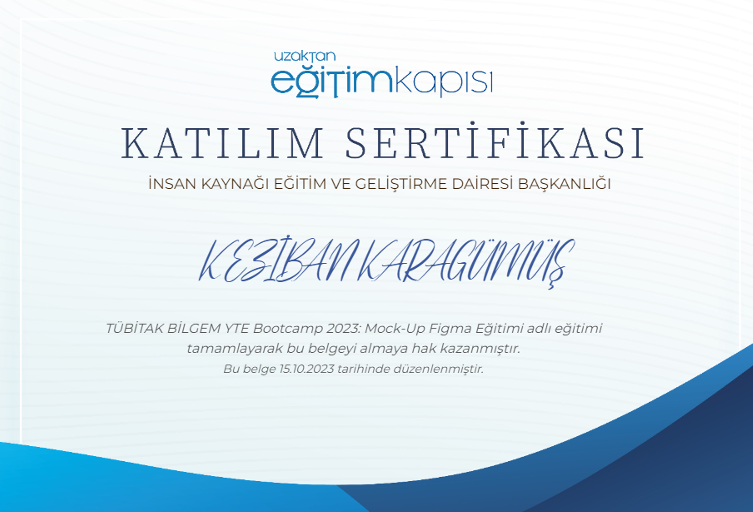 uzaktan
eğitimkapısı
KATILIM SERTİFİKASI
İNSAN KAYNAĞI EĞİTİM VE GELİŞTİRME DAİRESİ BAŞKANLIĞI
KEZİBAN KARAGÜMÜŞ
TÜBİTAK BİLGEM YTE Bootcamp 2023: Mock-Up Figma Eğitimi adlı eğitimi
tamamlayarak bu belgeyi almaya hak kazanmıştır.
Bu belge 15.10.2023 tarihinde düzenlenmiştir.